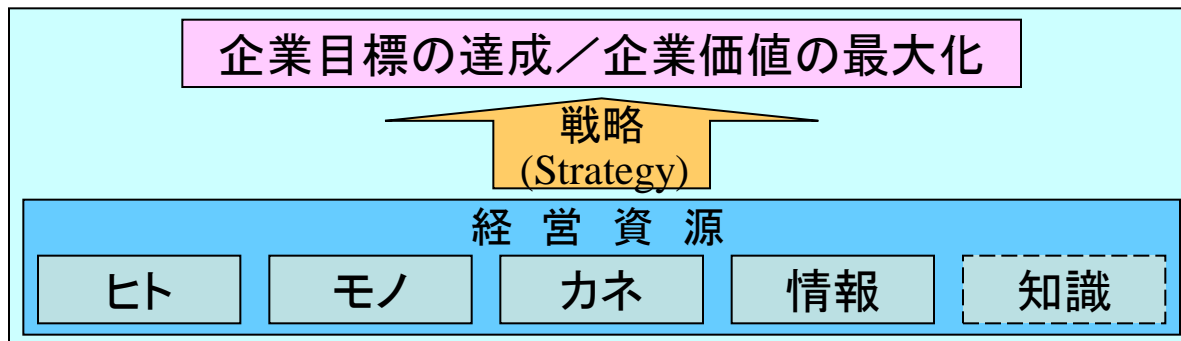 企業目標の達成／企業価値の最大化
戦略
(Strategy)
経営資源
ヒト
モノ
カネ
情報
知識